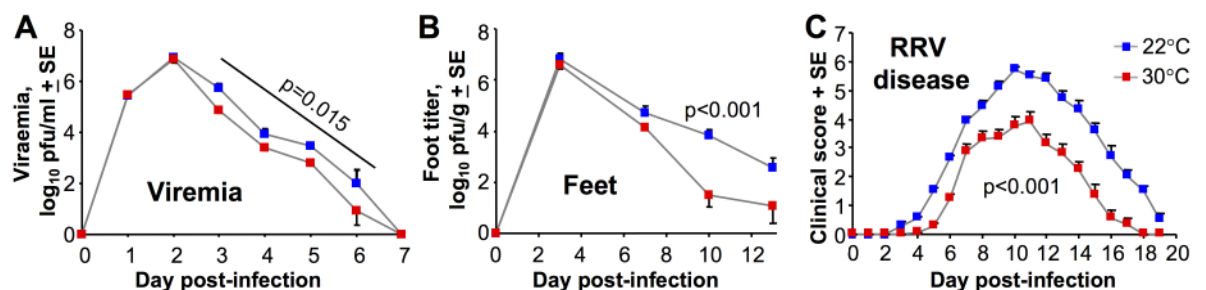 A
Viraemia,
log10 pfu/ml + SE
8
6
4
2
0
p=0.015
Viremia
0 1 2 3 4 5 6 7
Day post-infection
B
Foot titer,
log10 pfu/g + SE
8
6
4
2
0
p<0.001
Feet
0 2 4 6 8 10 12
Day post-infection
C
Clinical score + SE
7
6
5
4
3
2
1
0
RRV
disease
22°C
30°C
p<0.001
0 2 4 6 8 10 12 14 16 18 20
Day post-infection